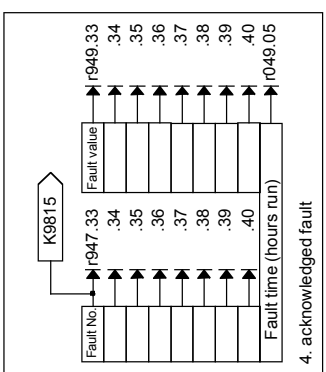 K9815
Fault No.
r947.33
.34
.35
.36
.37
.38
.39
.40
Fault value
r949.33
.34
.35
.36
.37
.38
.39
.40
Fault time (hours run)
r049.05
4. acknowledged fault